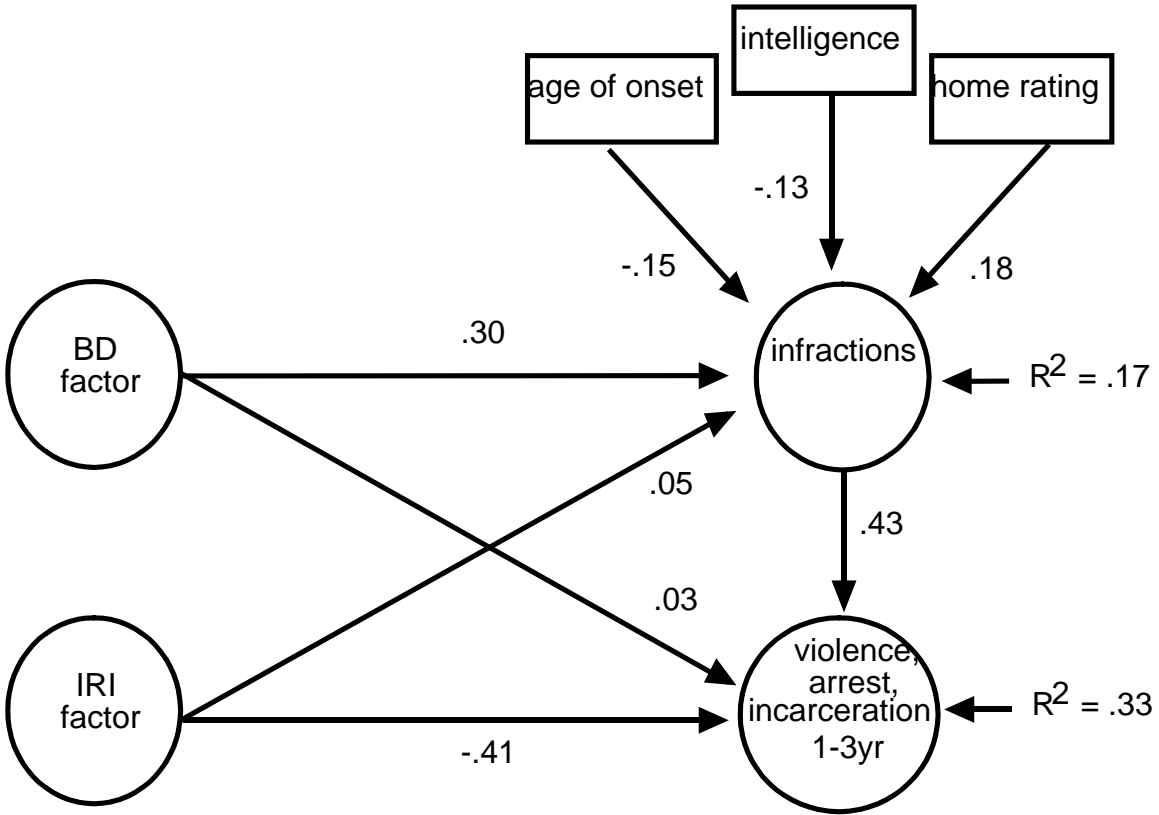 intelligence
age of onset
home rating
-.13
-.15
.18
BD
factor
.30
infractions
R² = .17
.05
.43
.03
IRI
factor
violence,
arrest,
incarceration
1-3yr
R² = .33
-.41